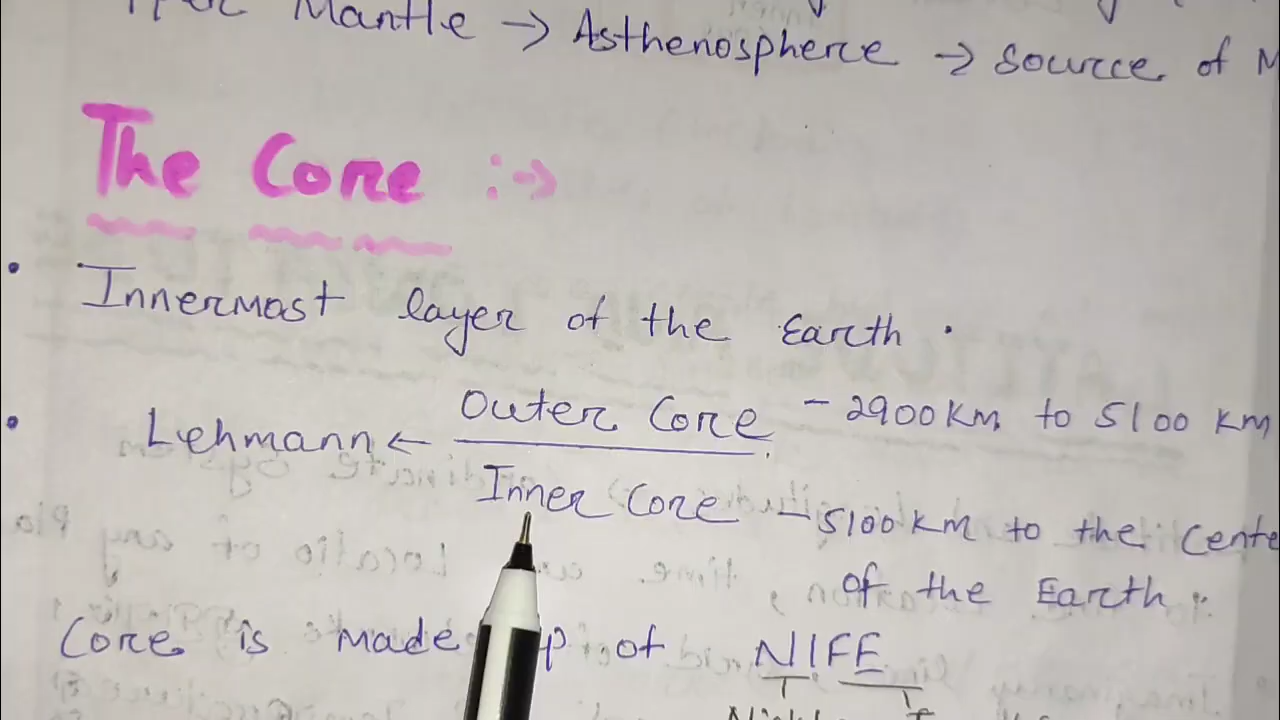 Mantle → Asthenosphere → Source of
The Core :→
• Innermost layer of the Earth.
• Lehmann ← Outer Core - 2900 km to 5100 km
Inner Core - 5100 km to the Cente
of the Earth.
Core is made up of NIFE